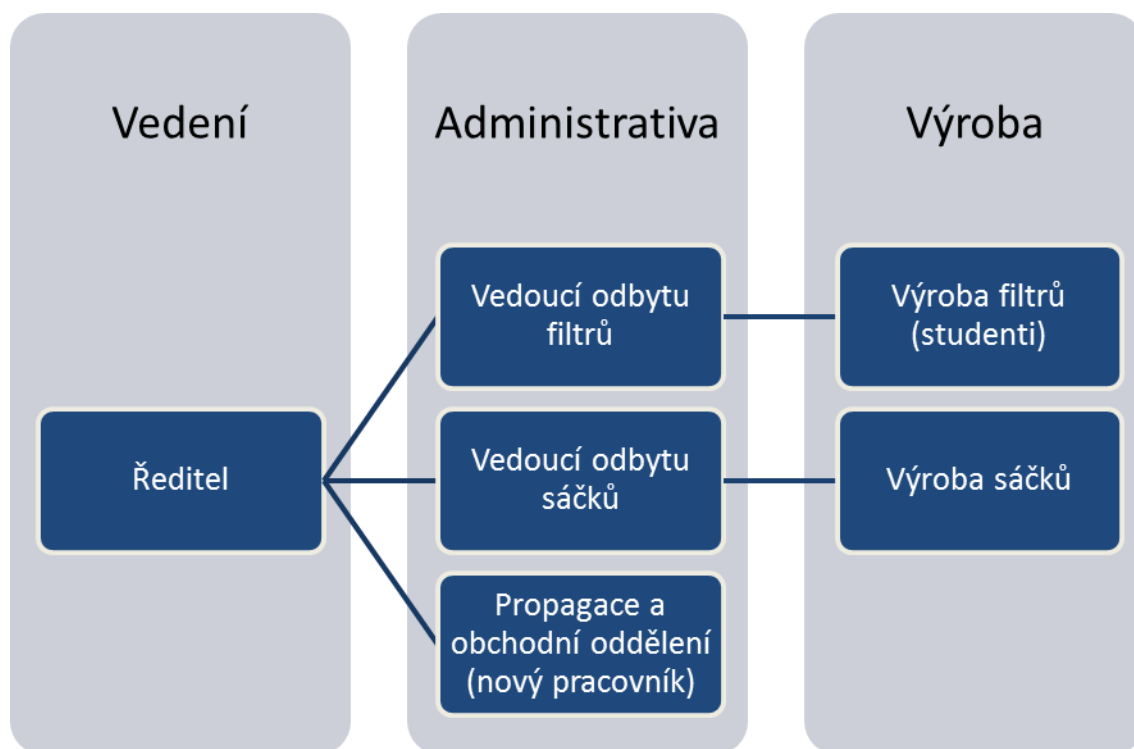 Vedení
Administrativa
Výroba
Ředitel
Vedoucí odbytu
filtrů
Vedoucí odbytu
sáčků
Propagace a
obchodní oddělení
(nový pracovník)
Výroba filtrů
(studenti)
Výroba sáčků